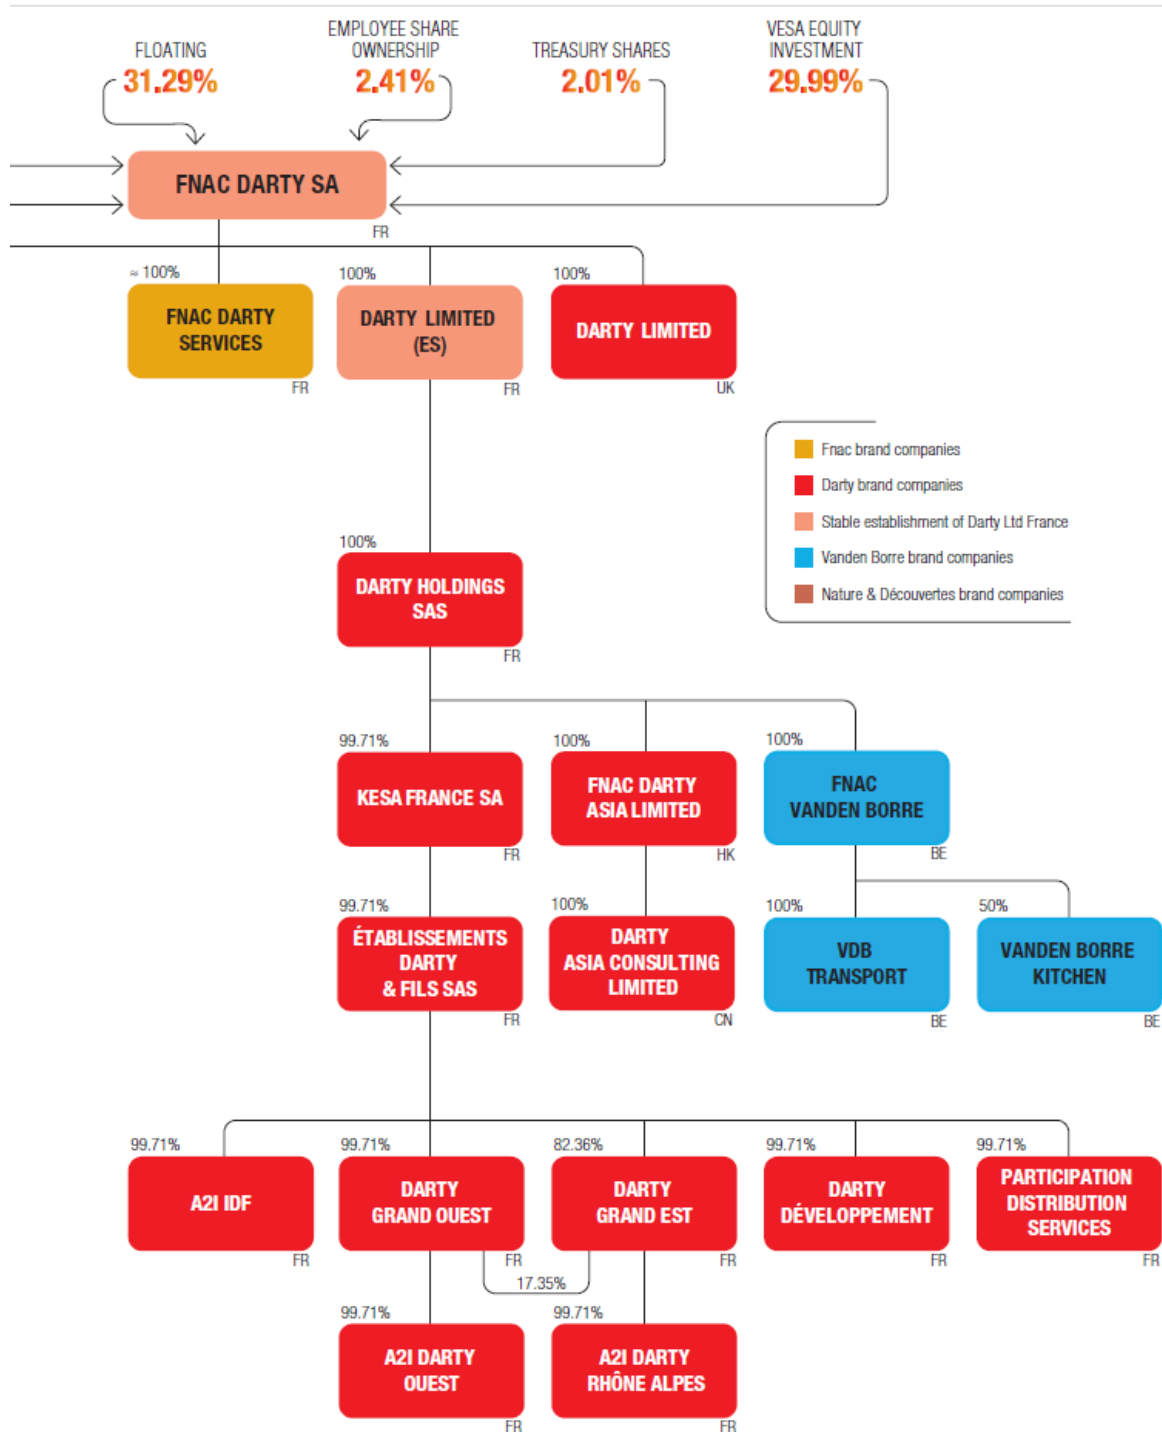 FLOATING
31.29%
EMPLOYEE SHARE
OWNERSHIP
2.41%
TREASURY SHARES
2.01%
VESA EQUITY
INVESTMENT
29.99%
FNAC DARTY SA
FR
≈ 100%
FNAC DARTY
SERVICES
FR
100%
DARTY LIMITED
(ES)
FR
100%
DARTY LIMITED
UK
Fnac brand companies
Darty brand companies
Stable establishment of Darty Ltd France
Vanden Borre brand companies
Nature & Découvertes brand companies
100%
DARTY HOLDINGS
SAS
FR
99.71%
KESA FRANCE SA
FR
100%
FNAC DARTY
ASIA LIMITED
HK
100%
FNAC
VANDEN BORRE
BE
99.71%
ÉTABLISSEMENTS
DARTY
& FILS SAS
FR
100%
DARTY
ASIA CONSULTING
LIMITED
CN
100%
VDB
TRANSPORT
BE
50%
VANDEN BORRE
KITCHEN
BE
99.71%
A2I IDF
FR
99.71%
DARTY
GRAND OUEST
FR
82.36%
DARTY
GRAND EST
FR
99.71%
DARTY
DÉVELOPPEMENT
FR
99.71%
PARTICIPATION
DISTRIBUTION
SERVICES
FR
17.35%
99.71%
A2I DARTY
OUEST
FR
99.71%
A2I DARTY
RHÔNE ALPES
FR